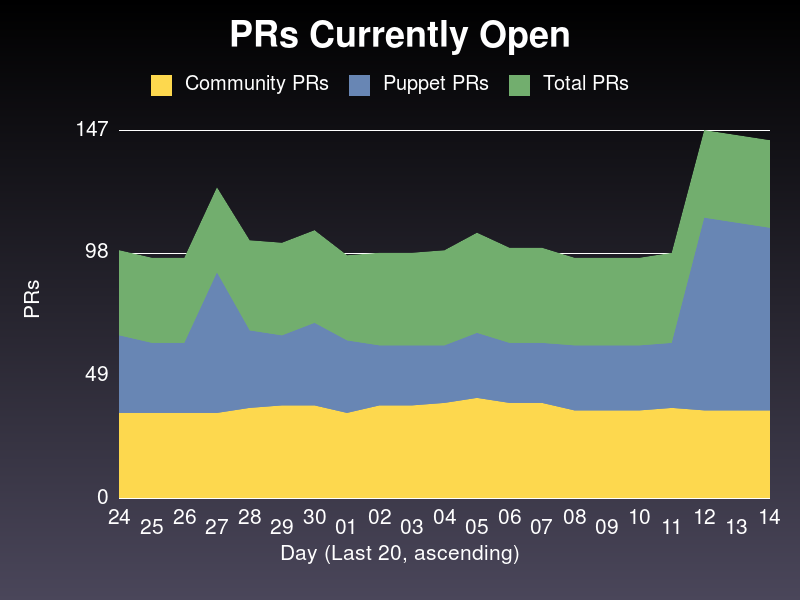 PRs Currently Open
Community PRs Puppet PRs Total PRs
147
98
49
0
PRs
24 25 26 27 28 29 30 01 02 03 04 05 06 07 08 09 10 11 12 13 14
Day (Last 20, ascending)